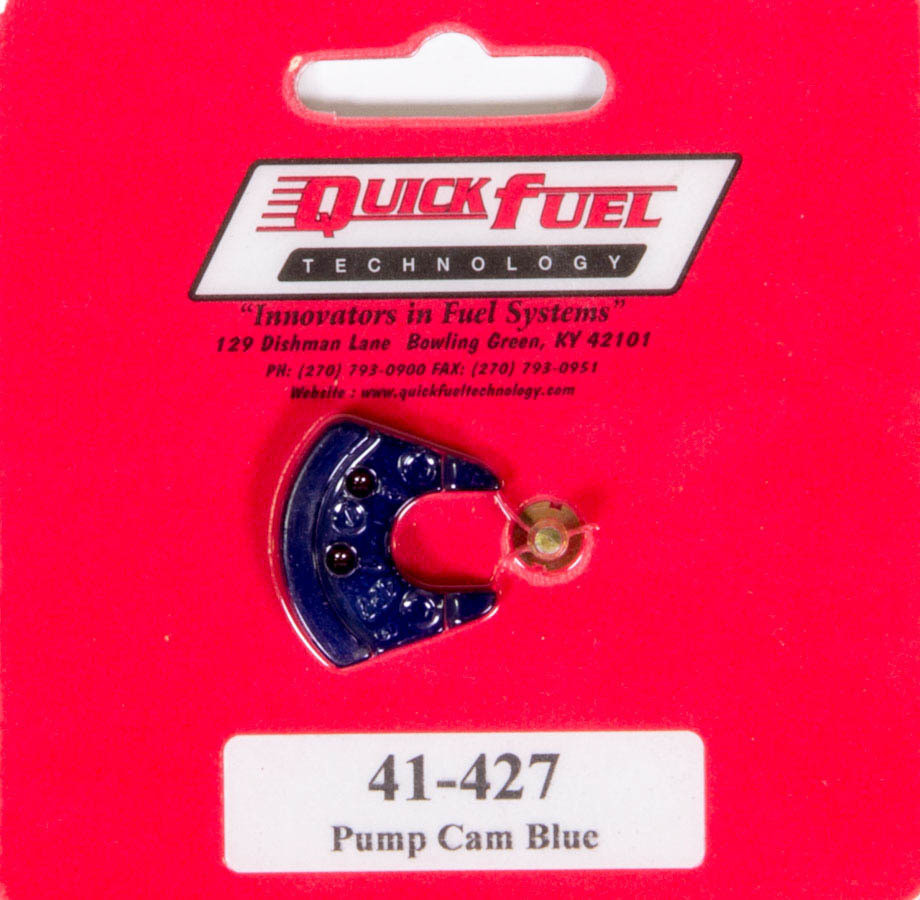 QUICK FUEL
TECHNOLOGY
"Innovators in Fuel Systems"
129 Dishman Lane Bowling Green, KY 42101
PH: (270) 793-0900 FAX: (270) 793-0951
Website : www.quickfueltechnology.com
41-427
Pump Cam Blue